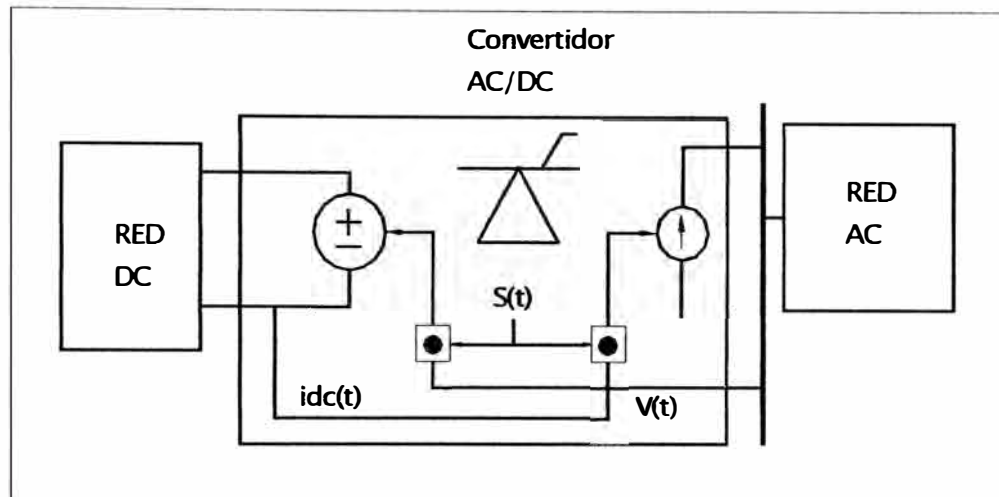 Convertidor
AC/DC
RED
DC
+
−
S(t)
idc(t)
V(t)
RED
AC